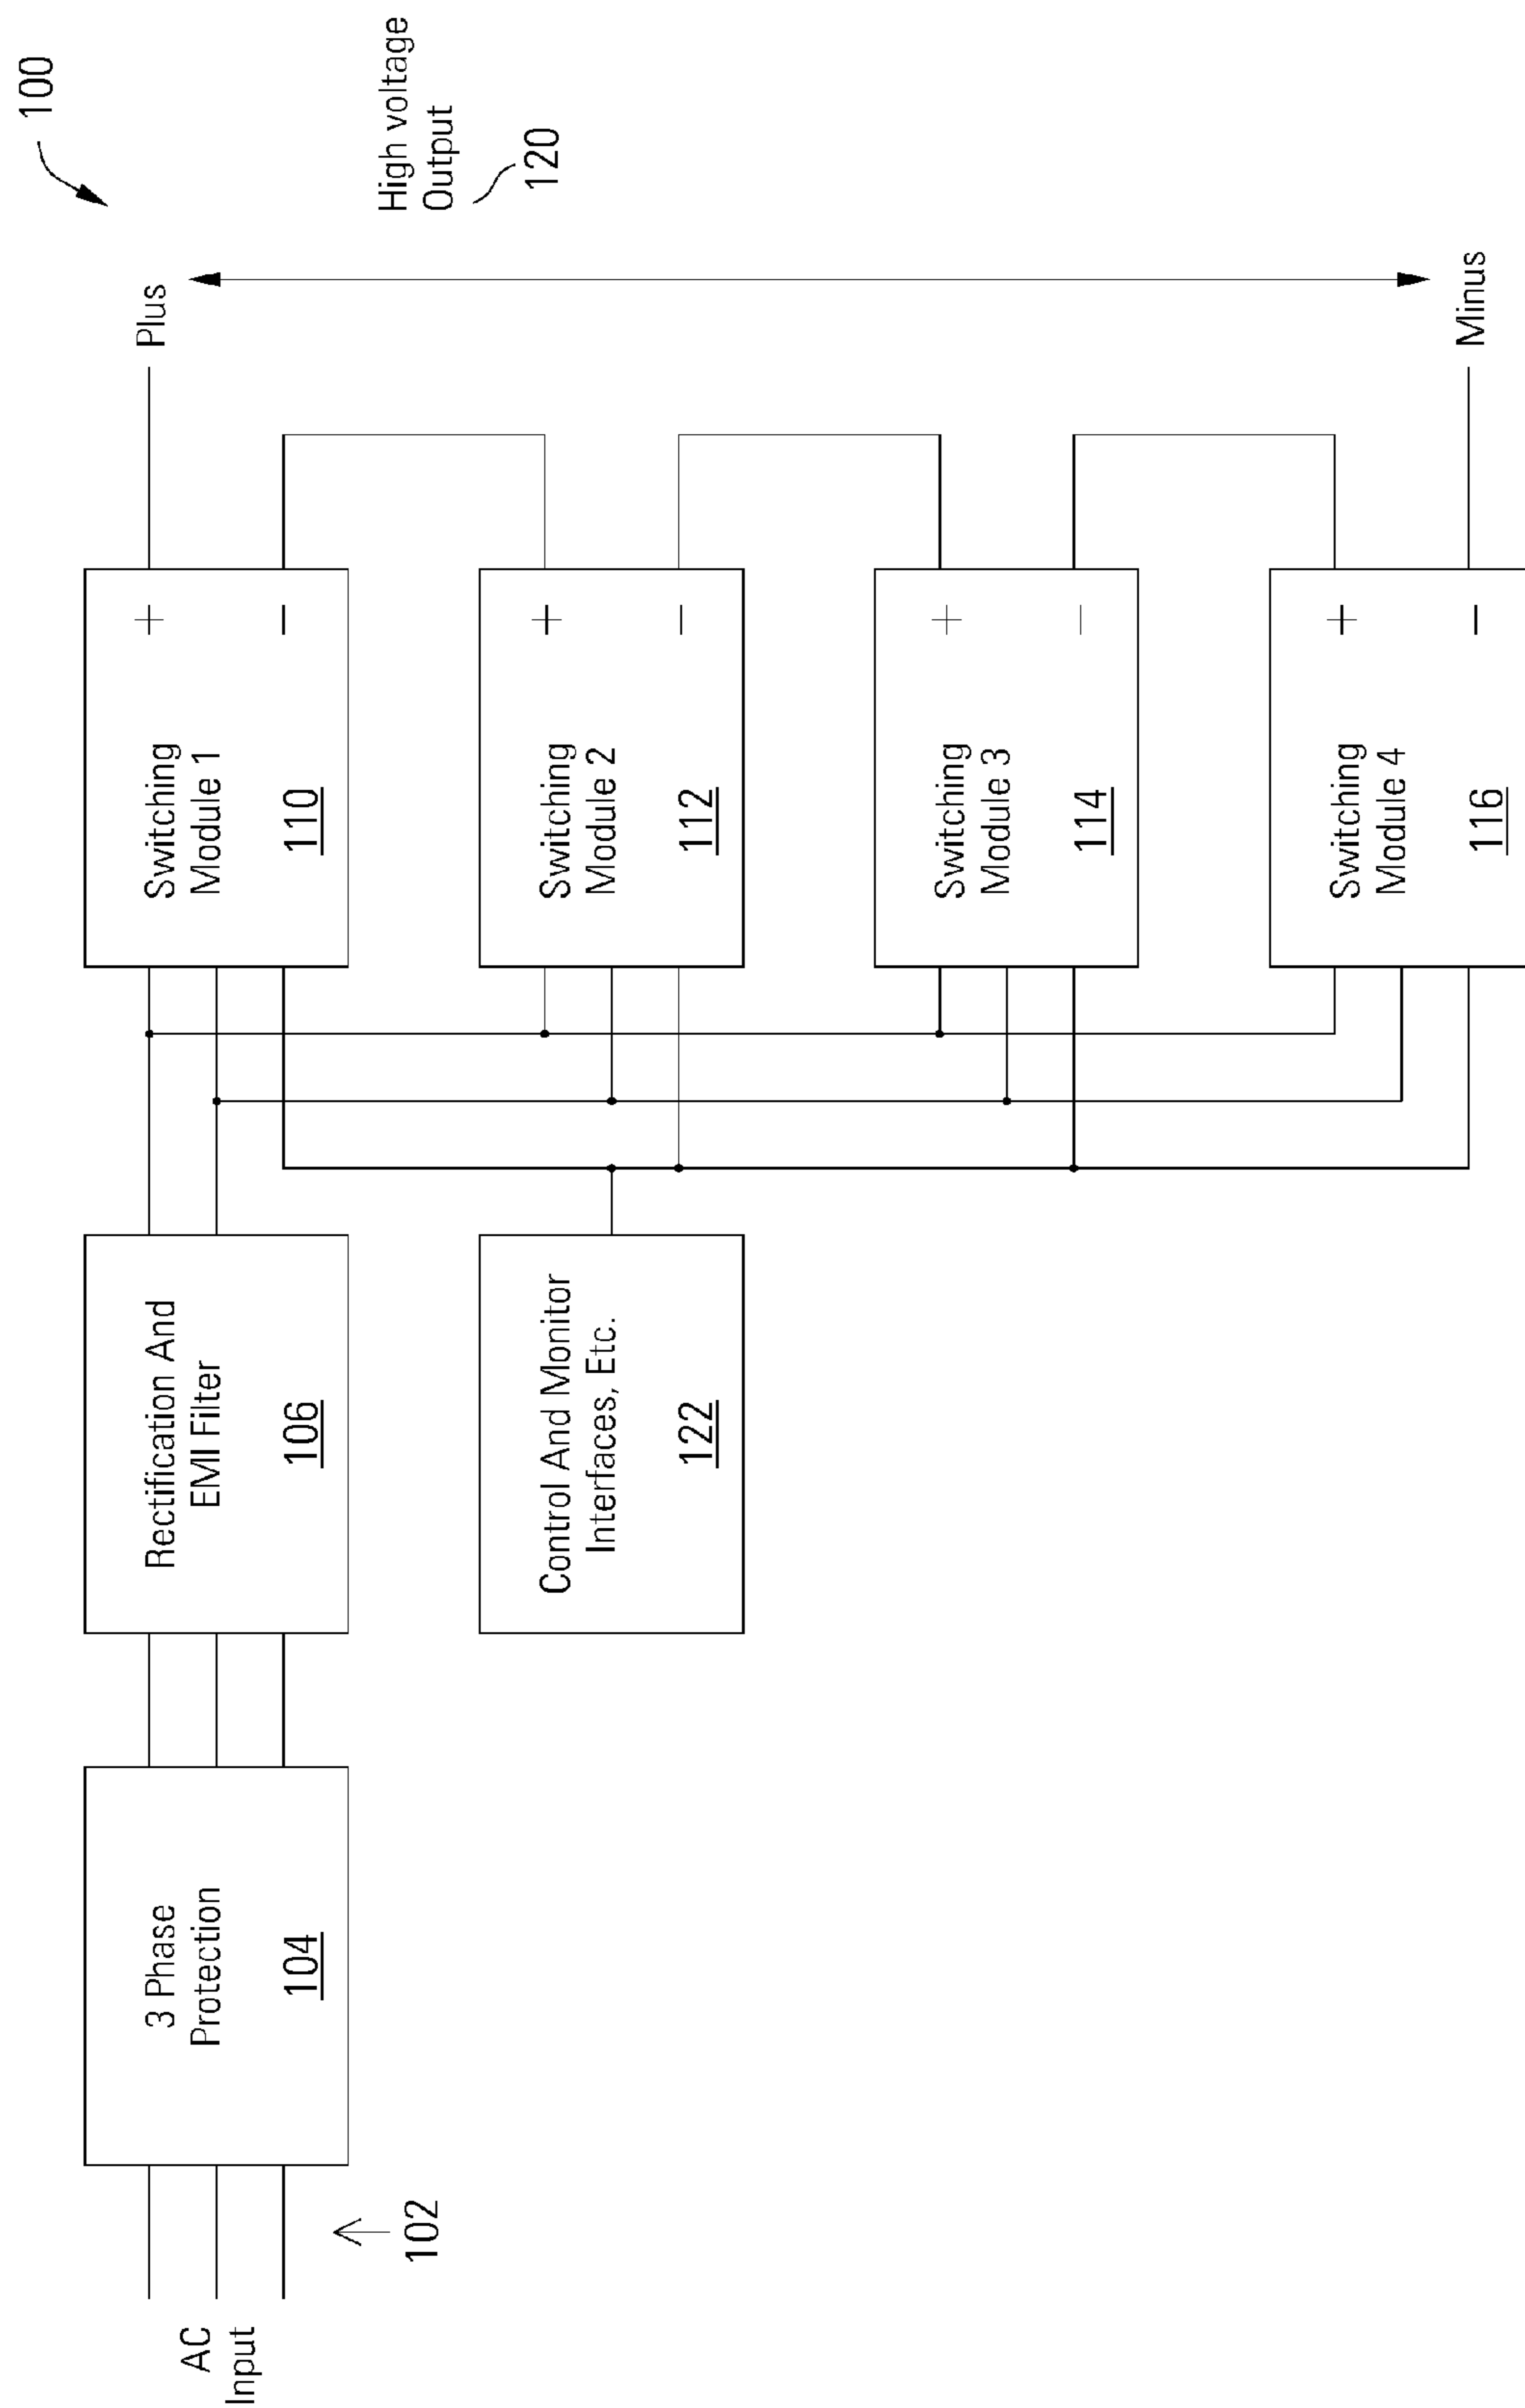 100
AC
Input
102
3 Phase
Protection
104
Rectification And
EMI Filter
106
Control And Monitor
Interfaces, Etc.
122
Switching
Module 1
110
+
−
Switching
Module 2
112
+
−
Switching
Module 3
114
+
−
Switching
Module 4
116
+
−
Plus
High voltage
Output
120
Minus